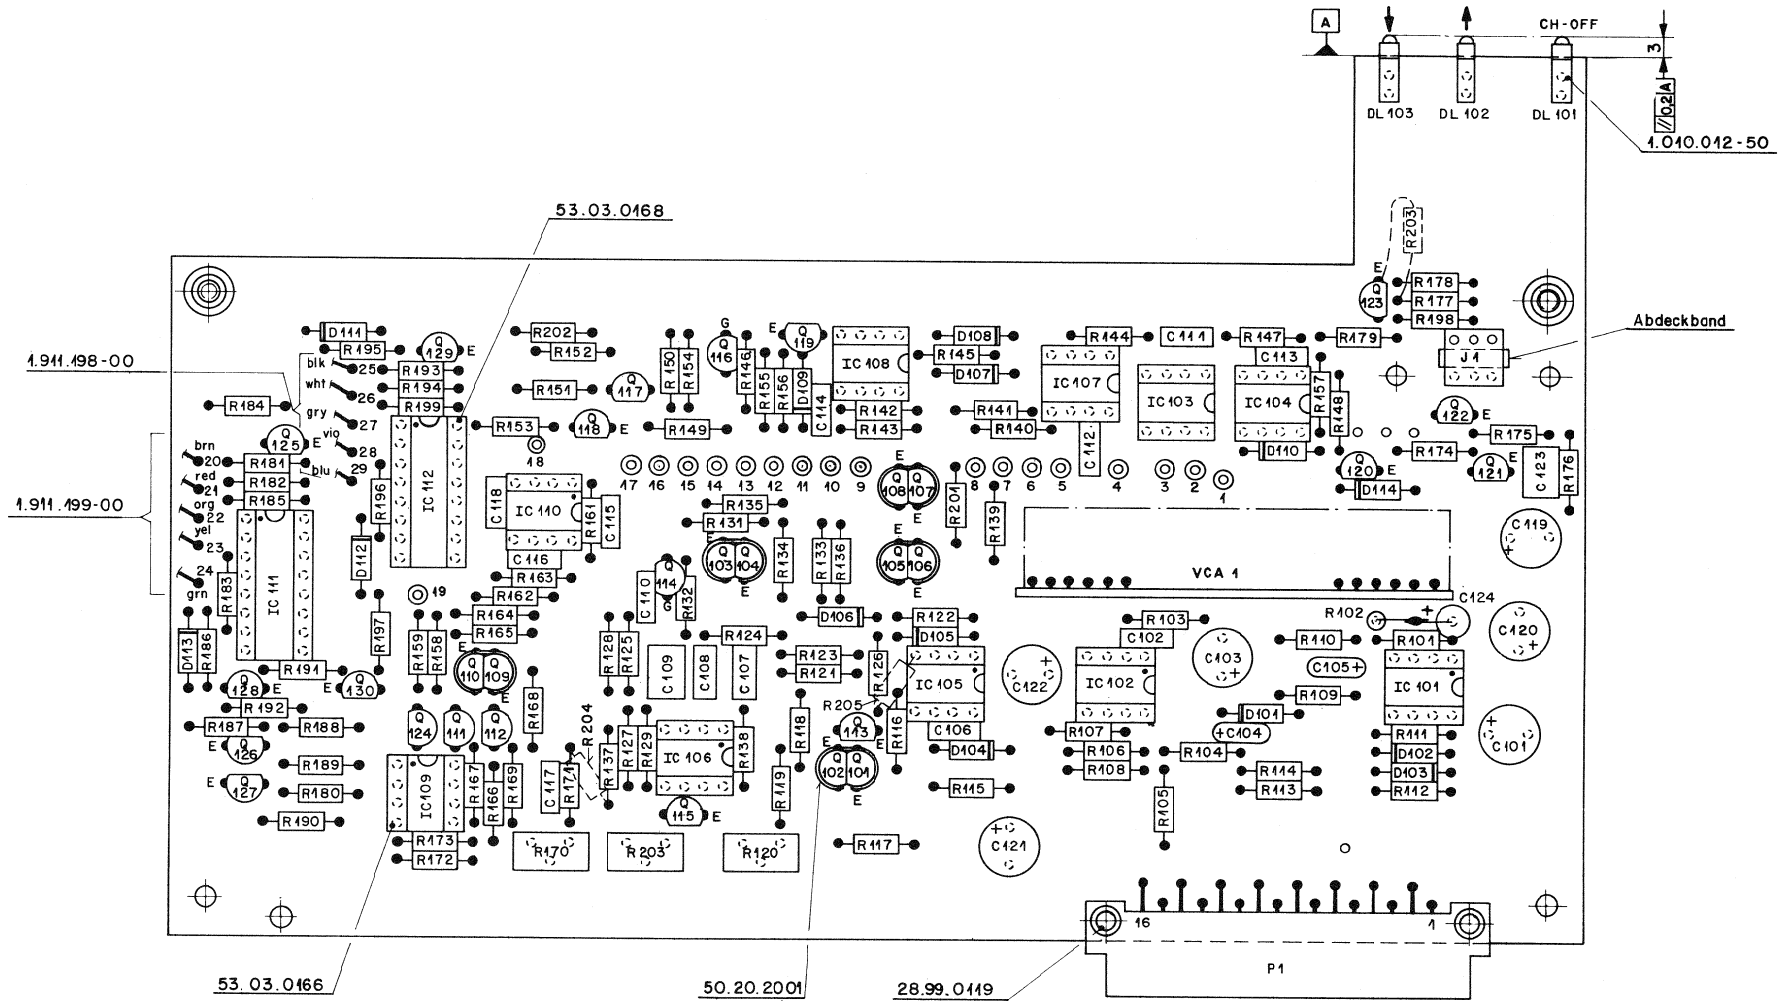 A
CH-OFF
3
// 0,2 A
DL 103
DL 102
DL 101
1.010.012-50
53.03.0168
R203
E
Q 123
R178
R177
R198
Abdeckband
J1
1.911.198-00
D111
R195
Q 129 E
R202
R152
R151
Q 117
R150
R154
G
Q 116
R146
R155
R156
D109
E Q 119
C114
IC 108
D108
R145
D107
R144
C111
R147
R179
IC 107
C113
IC 103
IC 104
R157
R148
blk 25
wht 26
gry 27
vio 28
blu 29
R193
R194
R199
R184
Q 125 E
R153
18
Q 118 E
R149
R142
R143
R141
R140
C112
D110
Q 122 E
R175
R174
Q 120 E
D114
Q 121 E
C123
R176
1.911.199-00
brn 20
red 21
org 22
yel 23
24 grn
R181
R182
R185
R196
IC 112
17 16 15 14 13 12 11 10 9
E
Q 108 Q 107
E
8 7 6 5 4 3 2 1
C118
IC 110
R161
C115
R135
R131
R201
R139
C119 +
IC 111
R183
D112
C116
R163
R162
E
Q 103 Q 104
E
R134
R133
R136
E
Q 105 Q 106
E
VCA 1
C110
Q 114
G
R132
19
R164
R165
D106
R122
D105
R103
C102
R102
+
C124
C120 +
R110
R101
D113
R186
R197
R159
R158
R128
R125
R124
R123
R121
R126
R191
E
Q 110 Q 109
E
R168
C109
C108
C107
IC 105
C122 +
IC 102
C103 +
C105+
IC 101
R109
Q 128 E
E Q 130
R192
R187
R188
Q 124
Q 111
Q 112
R204
R127
R129
R137
IC 106
R138
R118
R205
Q 113 E
R116
C106
D104
R107
R106
R108
D101
+C104
R104
R111
D102
D103
R112
C101 +
E Q 126
R189
E Q 127
R180
R190
IC109
R167
R166
R169
C117
R171
Q 115 E
R119
E
Q 102 Q 101
E
R115
R105
R114
R113
R173
R172
R170
R203
R120
R117
C121 +
16
1
P1
53.03.0166
50.20.2001
28.99.0119